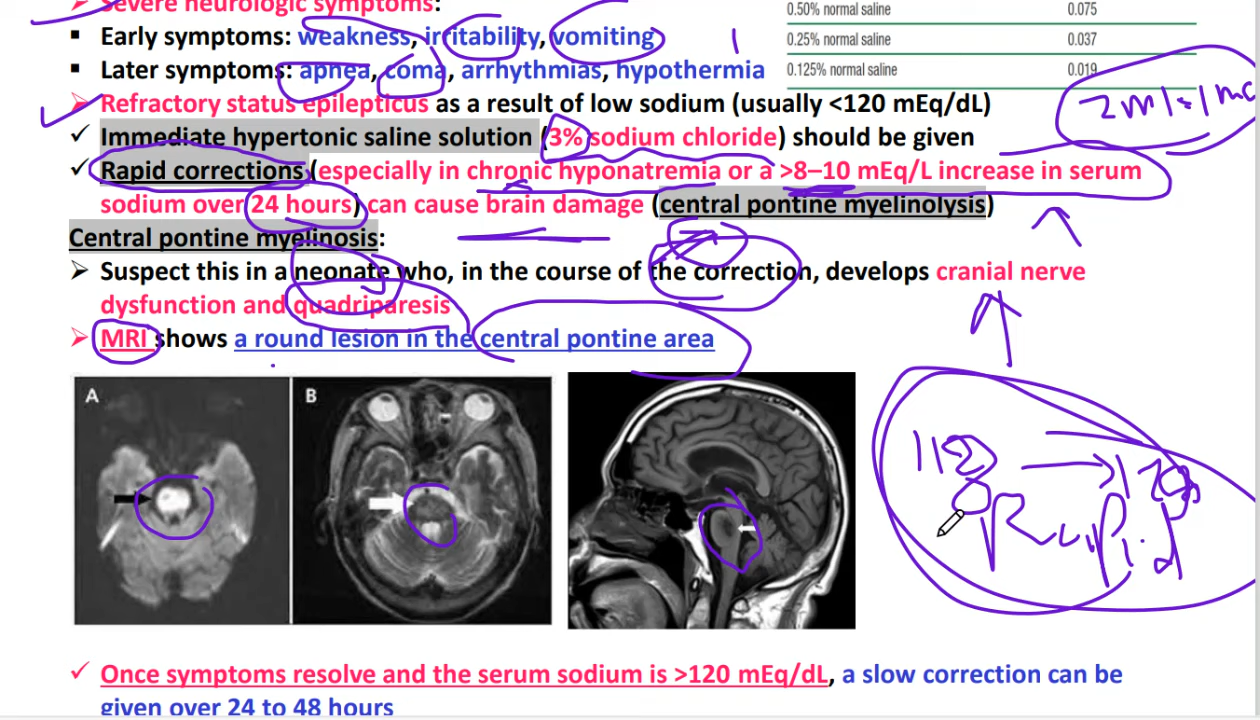 Severe neurologic symptoms:
▪ Early symptoms: weakness, irritability, vomiting
▪ Later symptoms: apnea, coma, arrhythmias, hypothermia
0.50% normal saline 0.075
0.25% normal saline 0.037
0.125% normal saline 0.019
➢ Refractory status epilepticus as a result of low sodium (usually <120 mEq/dL)
2ml=1
✓ Immediate hypertonic saline solution (3% sodium chloride) should be given
✓ Rapid corrections (especially in chronic hyponatremia or a >8–10 mEq/L increase in serum
sodium over 24 hours) can cause brain damage (central pontine myelinolysis)
Central pontine myelinosis:
➢ Suspect this in a neonate who, in the course of the correction, develops cranial nerve
dysfunction and quadriparesis
➢ MRI shows a round lesion in the central pontine area
A
B
Rapid
✓ Once symptoms resolve and the serum sodium is >120 mEq/dL, a slow correction can be
given over 24 to 48 hours